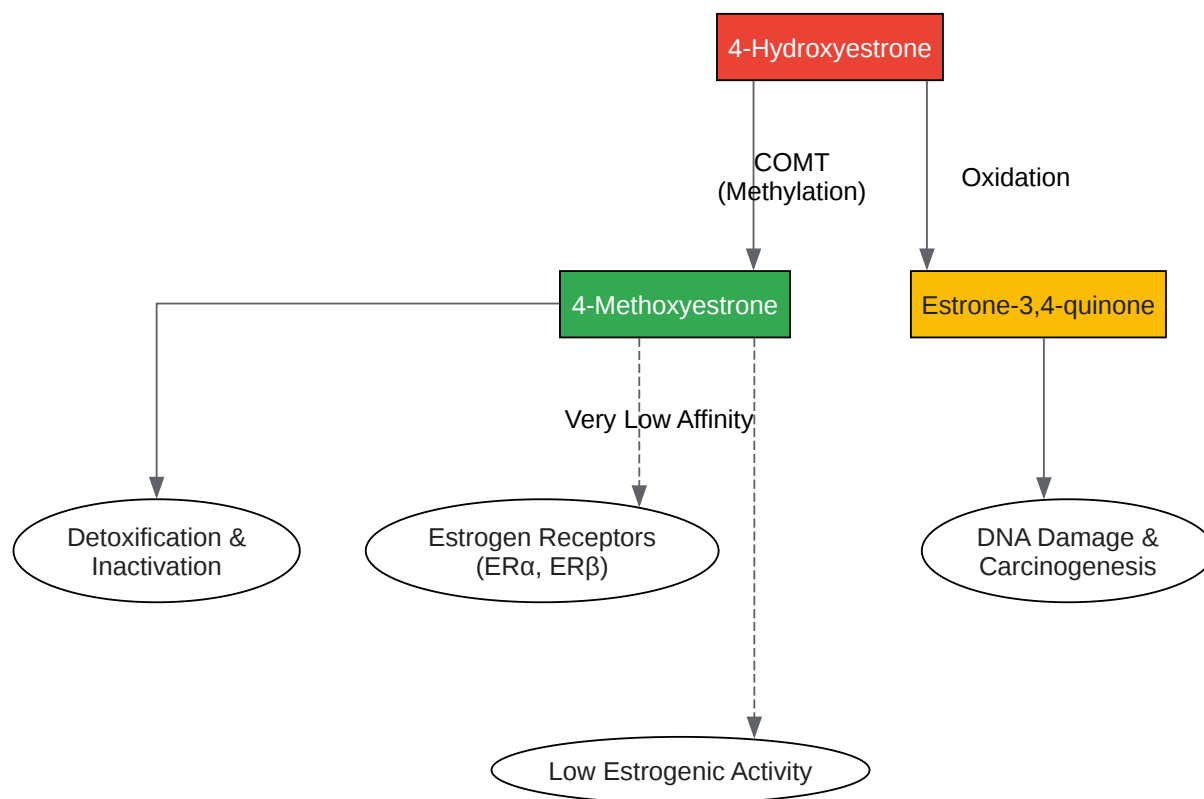 4-Hydroxyestrone
COMT
(Methylation)
Oxidation
4-Methoxyestrone
Estrone-3,4-quinone
Very Low Affinity
Detoxification &
Inactivation
Estrogen Receptors
(ERα, ERβ)
DNA Damage &
Carcinogenesis
Low Estrogenic Activity